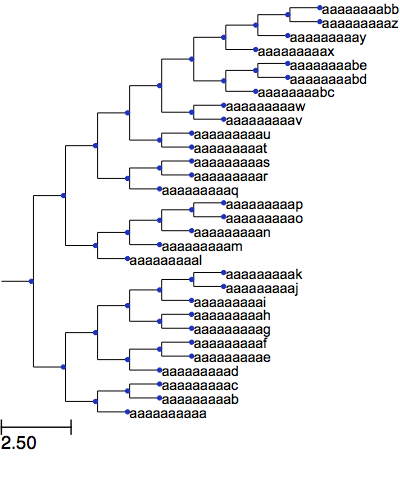 aaaaaaaabb
aaaaaaaaaz
aaaaaaaaay
aaaaaaaaax
aaaaaaaabe
aaaaaaaabd
aaaaaaaabc
aaaaaaaaaw
aaaaaaaaav
aaaaaaaaau
aaaaaaaaat
aaaaaaaaas
aaaaaaaaar
aaaaaaaaaq
aaaaaaaaap
aaaaaaaaao
aaaaaaaaan
aaaaaaaaam
aaaaaaaaal
aaaaaaaaak
aaaaaaaaaj
aaaaaaaaai
aaaaaaaaah
aaaaaaaaag
aaaaaaaaaf
aaaaaaaaae
aaaaaaaaad
aaaaaaaaac
aaaaaaaaab
aaaaaaaaaa
2.50